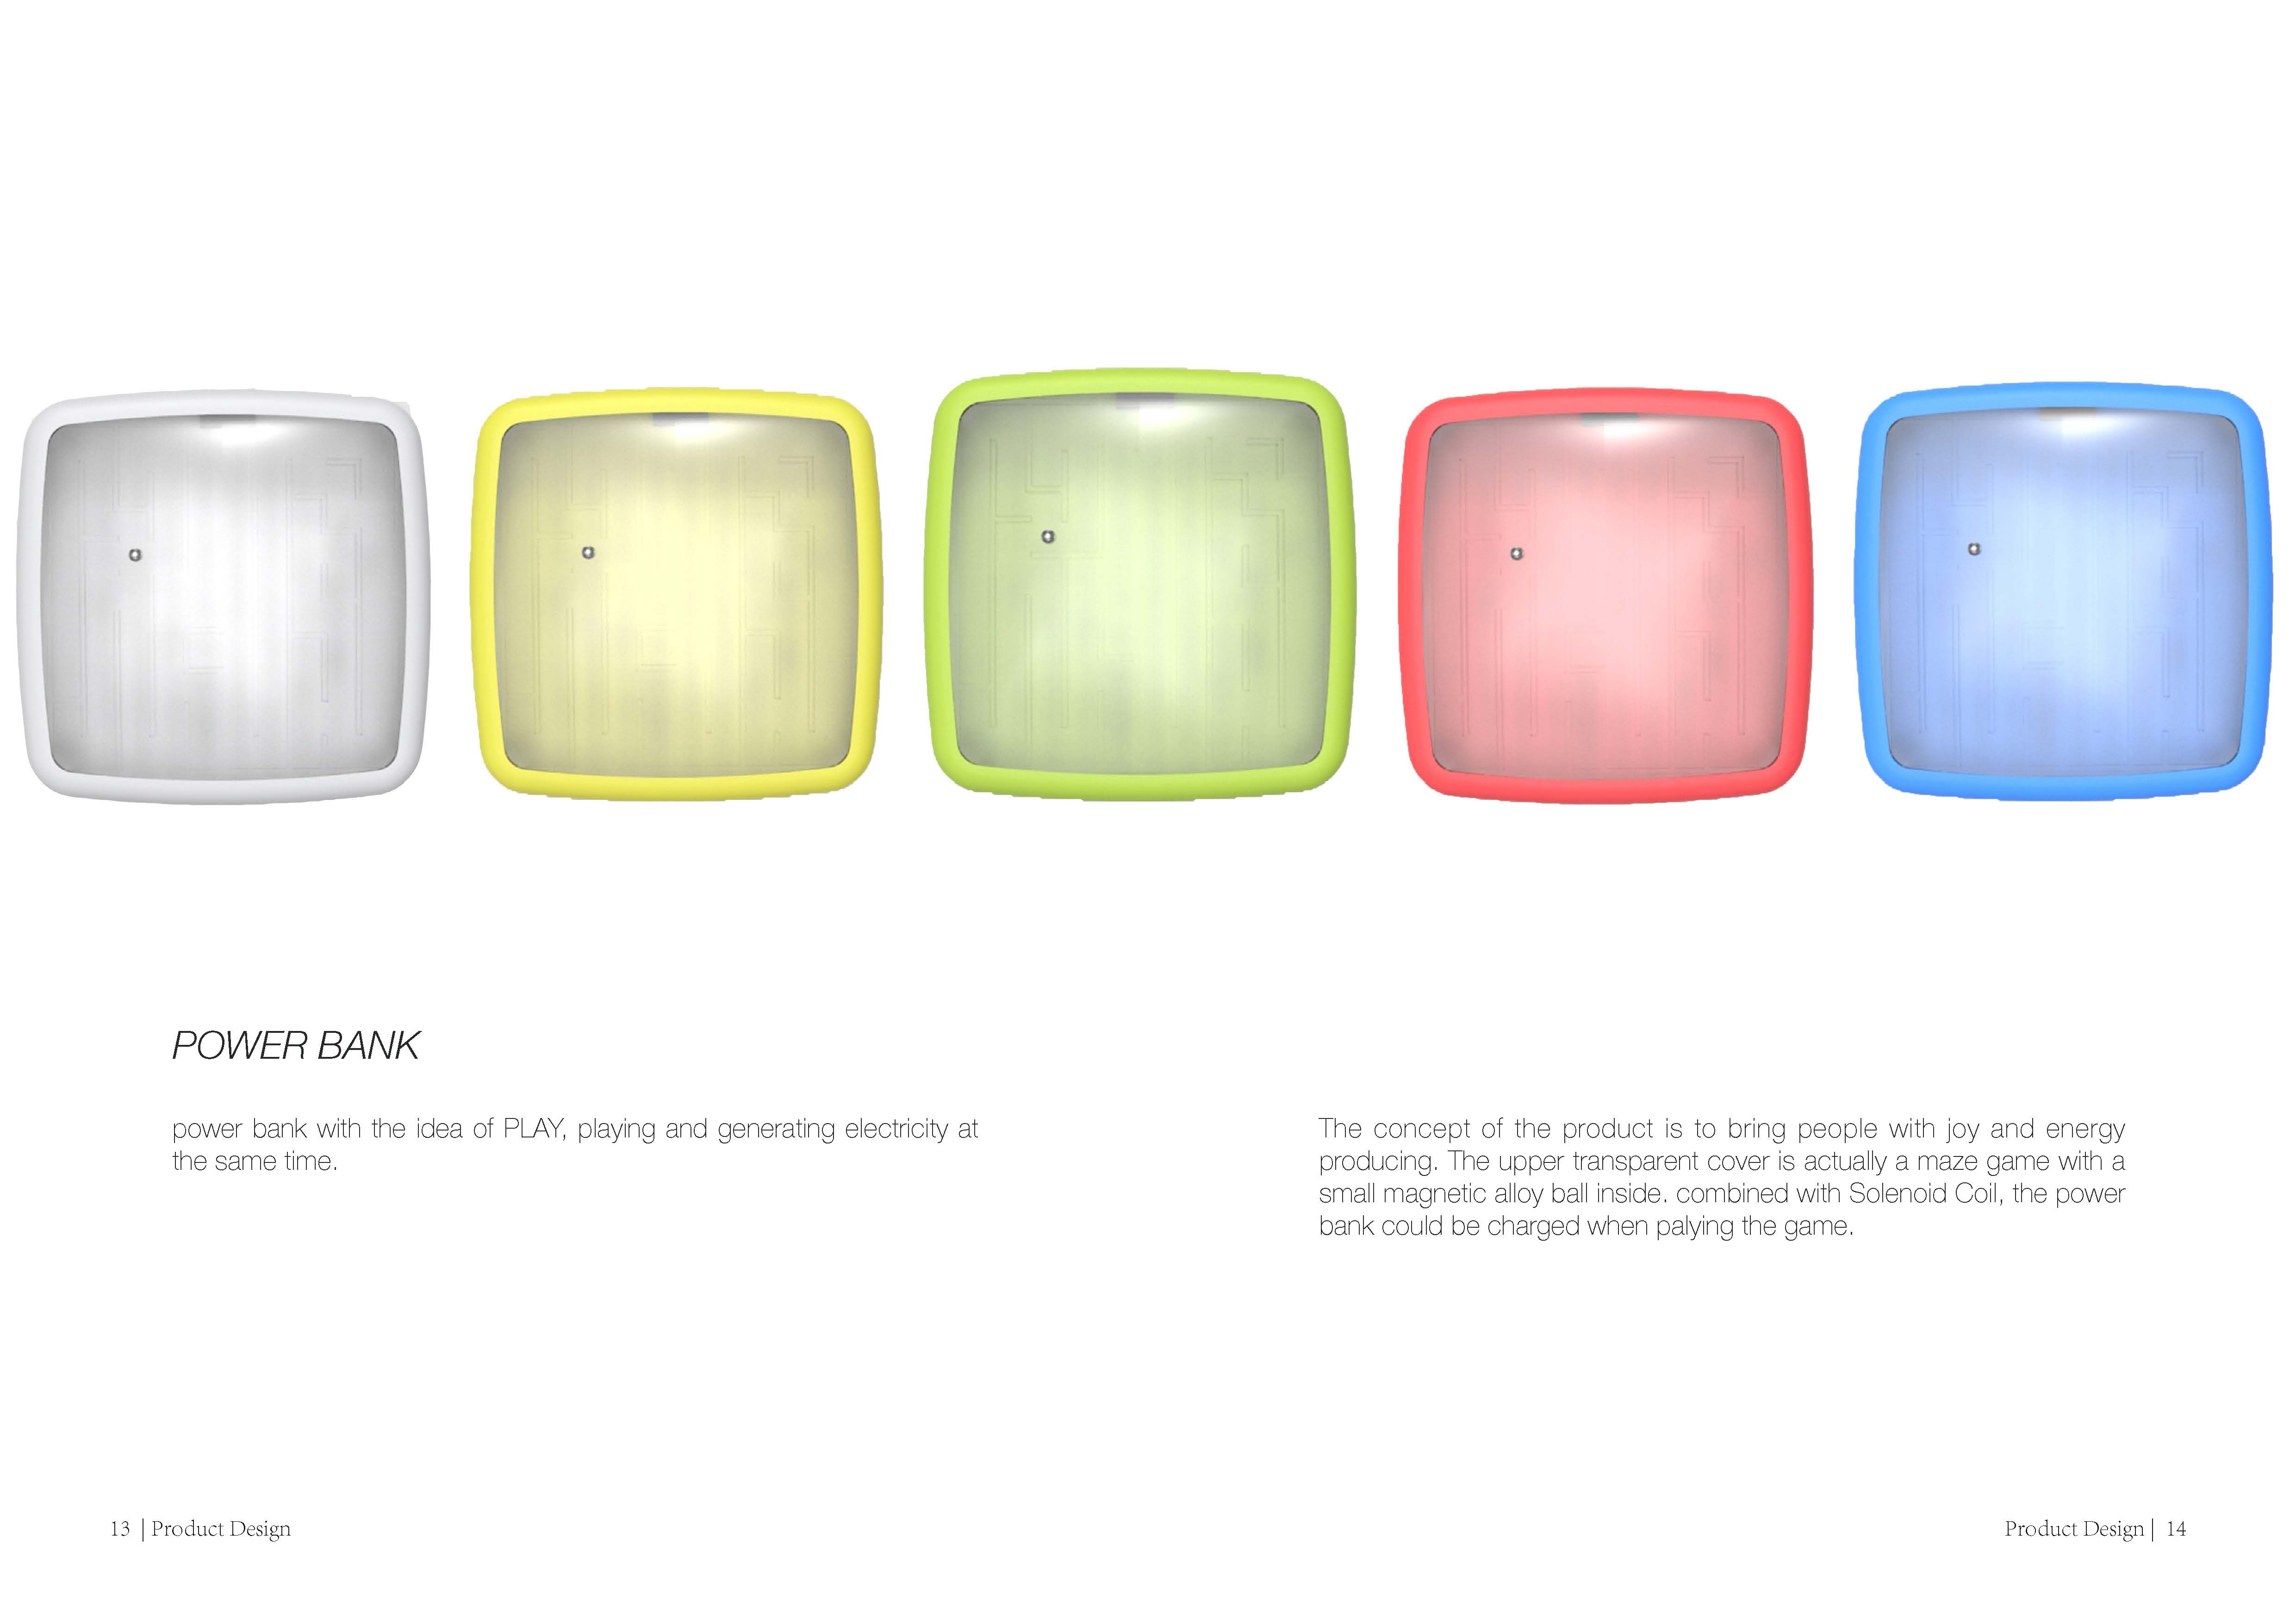 POWER BANK
power bank with the idea of PLAY, playing and generating electricity at
the same time.
The concept of the product is to bring people with joy and energy
producing. The upper transparent cover is actually a maze game with a
small magnetic alloy ball inside. combined with Solenoid Coil, the power
bank could be charged when palying the game.
13 | Product Design
Product Design | 14